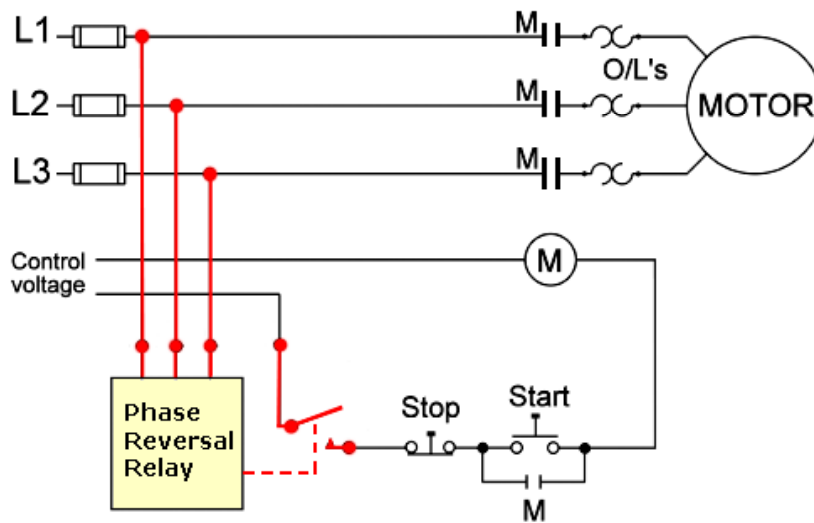 L1
M
O/L's
L2
M
MOTOR
L3
M
Control
voltage
M
Phase
Reversal
Relay
Stop
Start
M